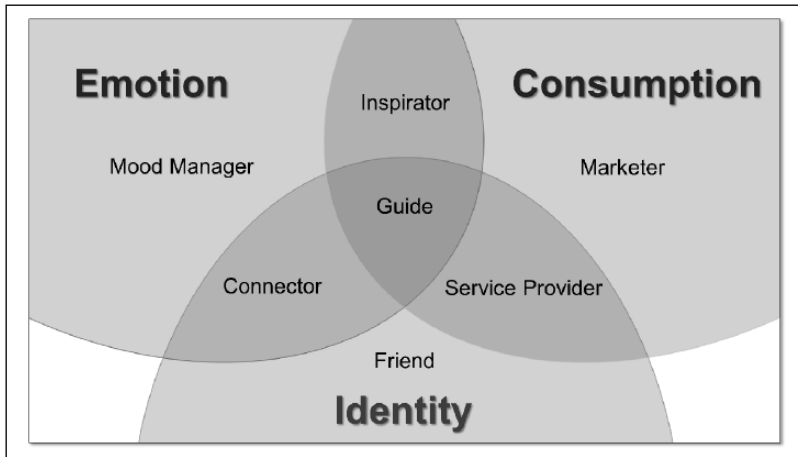 Emotion
Consumption
Inspirator
Mood Manager
Marketer
Guide
Connector
Service Provider
Friend
Identity